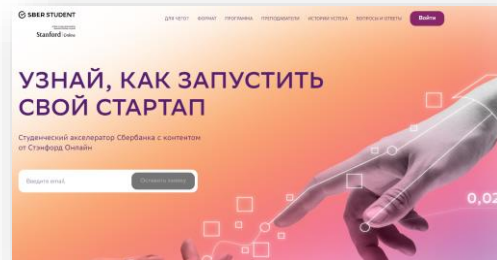 SBER STUDENT
ДЛЯ ЧЕГО? ФОРМАТ ПРОГРАММА ПРЕПОДАВАТЕЛИ ИСТОРИИ УСПЕХА ВОПРОСЫ И ОТВЕТЫ Войти
Stanford Online
УЗНАЙ, КАК ЗАПУСТИТЬ
СВОЙ СТАРТАП
Студенческий акселератор Сбербанка с контентом
от Стэнфорд Онлайн
Введите email Оставить заявку
0,02